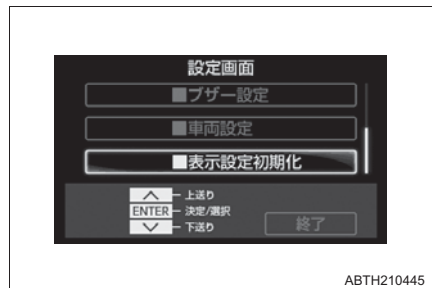 設定画面
■ブザー設定
■車両設定
■表示設定初期化
上送り
ENTER 決定/選択
下送り
終了
ABTH210445